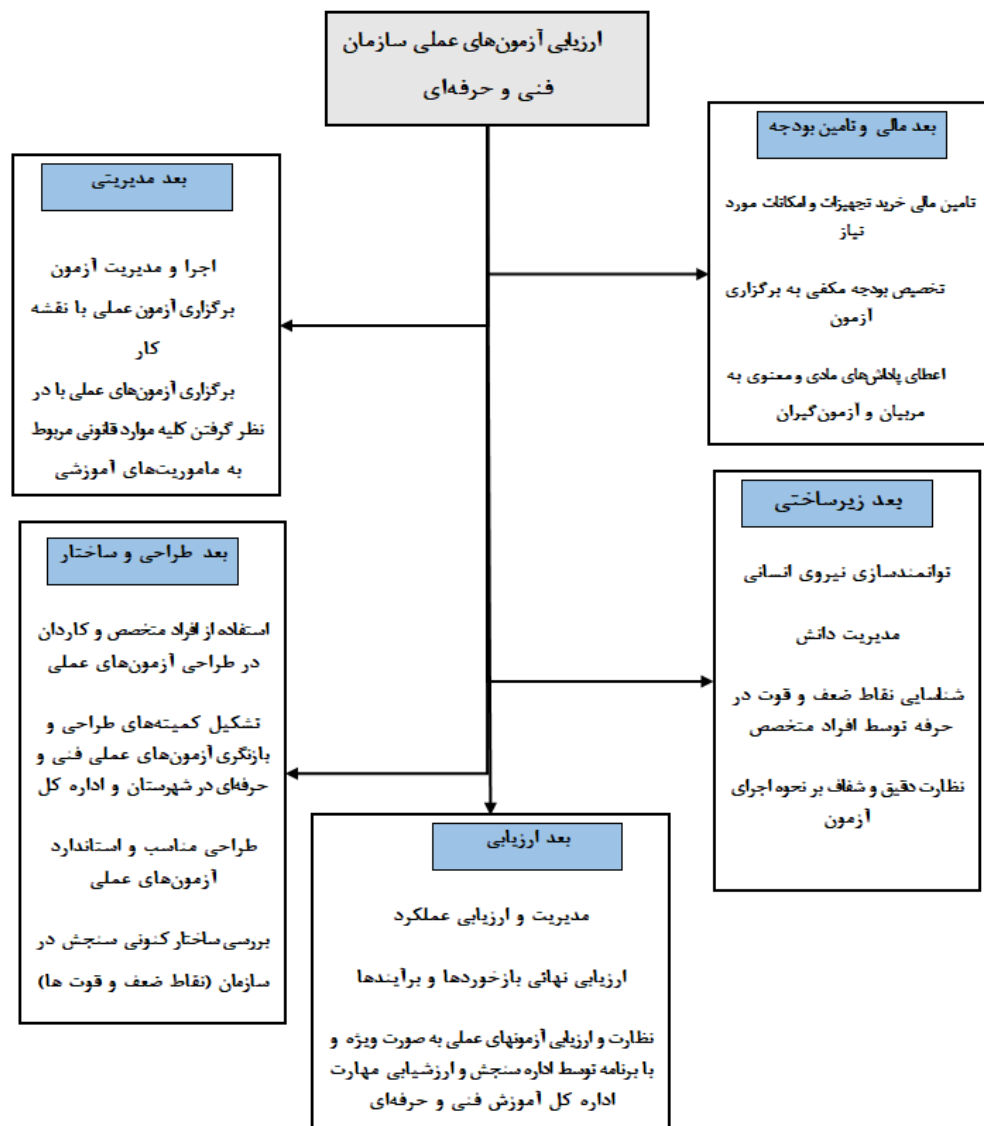 ارزیابی آزمون‌های عملی سازمان
فنی و حرفه‌ای
بعد مالی و تامین بودجه
تامین مالی خرید تجهیزات و امکانات مورد
نیاز
تخصیص بودجه مکفی به برگزاری
آزمون
اعطای پاداش‌های مادی و معنوی به
مربیان و آزمون گیران
بعد مدیریتی
اجرا و مدیریت آزمون
برگزاری آزمون عملی با نقشه
کار
برگزاری آزمون‌های عملی با در
نظر گرفتن کلیه موارد قانونی مربوط
به ماموریت‌های آموزشی
بعد زیرساختی
توانمندسازی نیروی انسانی
مدیریت دانش
شناسایی نقاط ضعف و قوت در
حرفه توسط افراد متخصص
نظارت دقیق و شفاف بر نحوه اجرای
آزمون
بعد طراحی و ساختار
استفاده از افراد متخصص و کاردان
در طراحی آزمون‌های عملی
تشکیل کمیته‌های طراحی و
بازنگری آزمون‌های عملی فنی و
حرفه‌ای در شهرستان و اداره کل
طراحی مناسب و استاندارد
آزمون‌های عملی
بررسی ساختار کنونی سنجش در
سازمان (نقاط ضعف و قوت ها)
بعد ارزیابی
مدیریت و ارزیابی عملکرد
ارزیابی نهائی بازخوردها و برآیندها
نظارت و ارزیابی آزمونهای عملی به صورت ویژه و
با برنامه توسط اداره سنجش و ارزشیابی مهارت
اداره کل آموزش فنی و حرفه‌ای